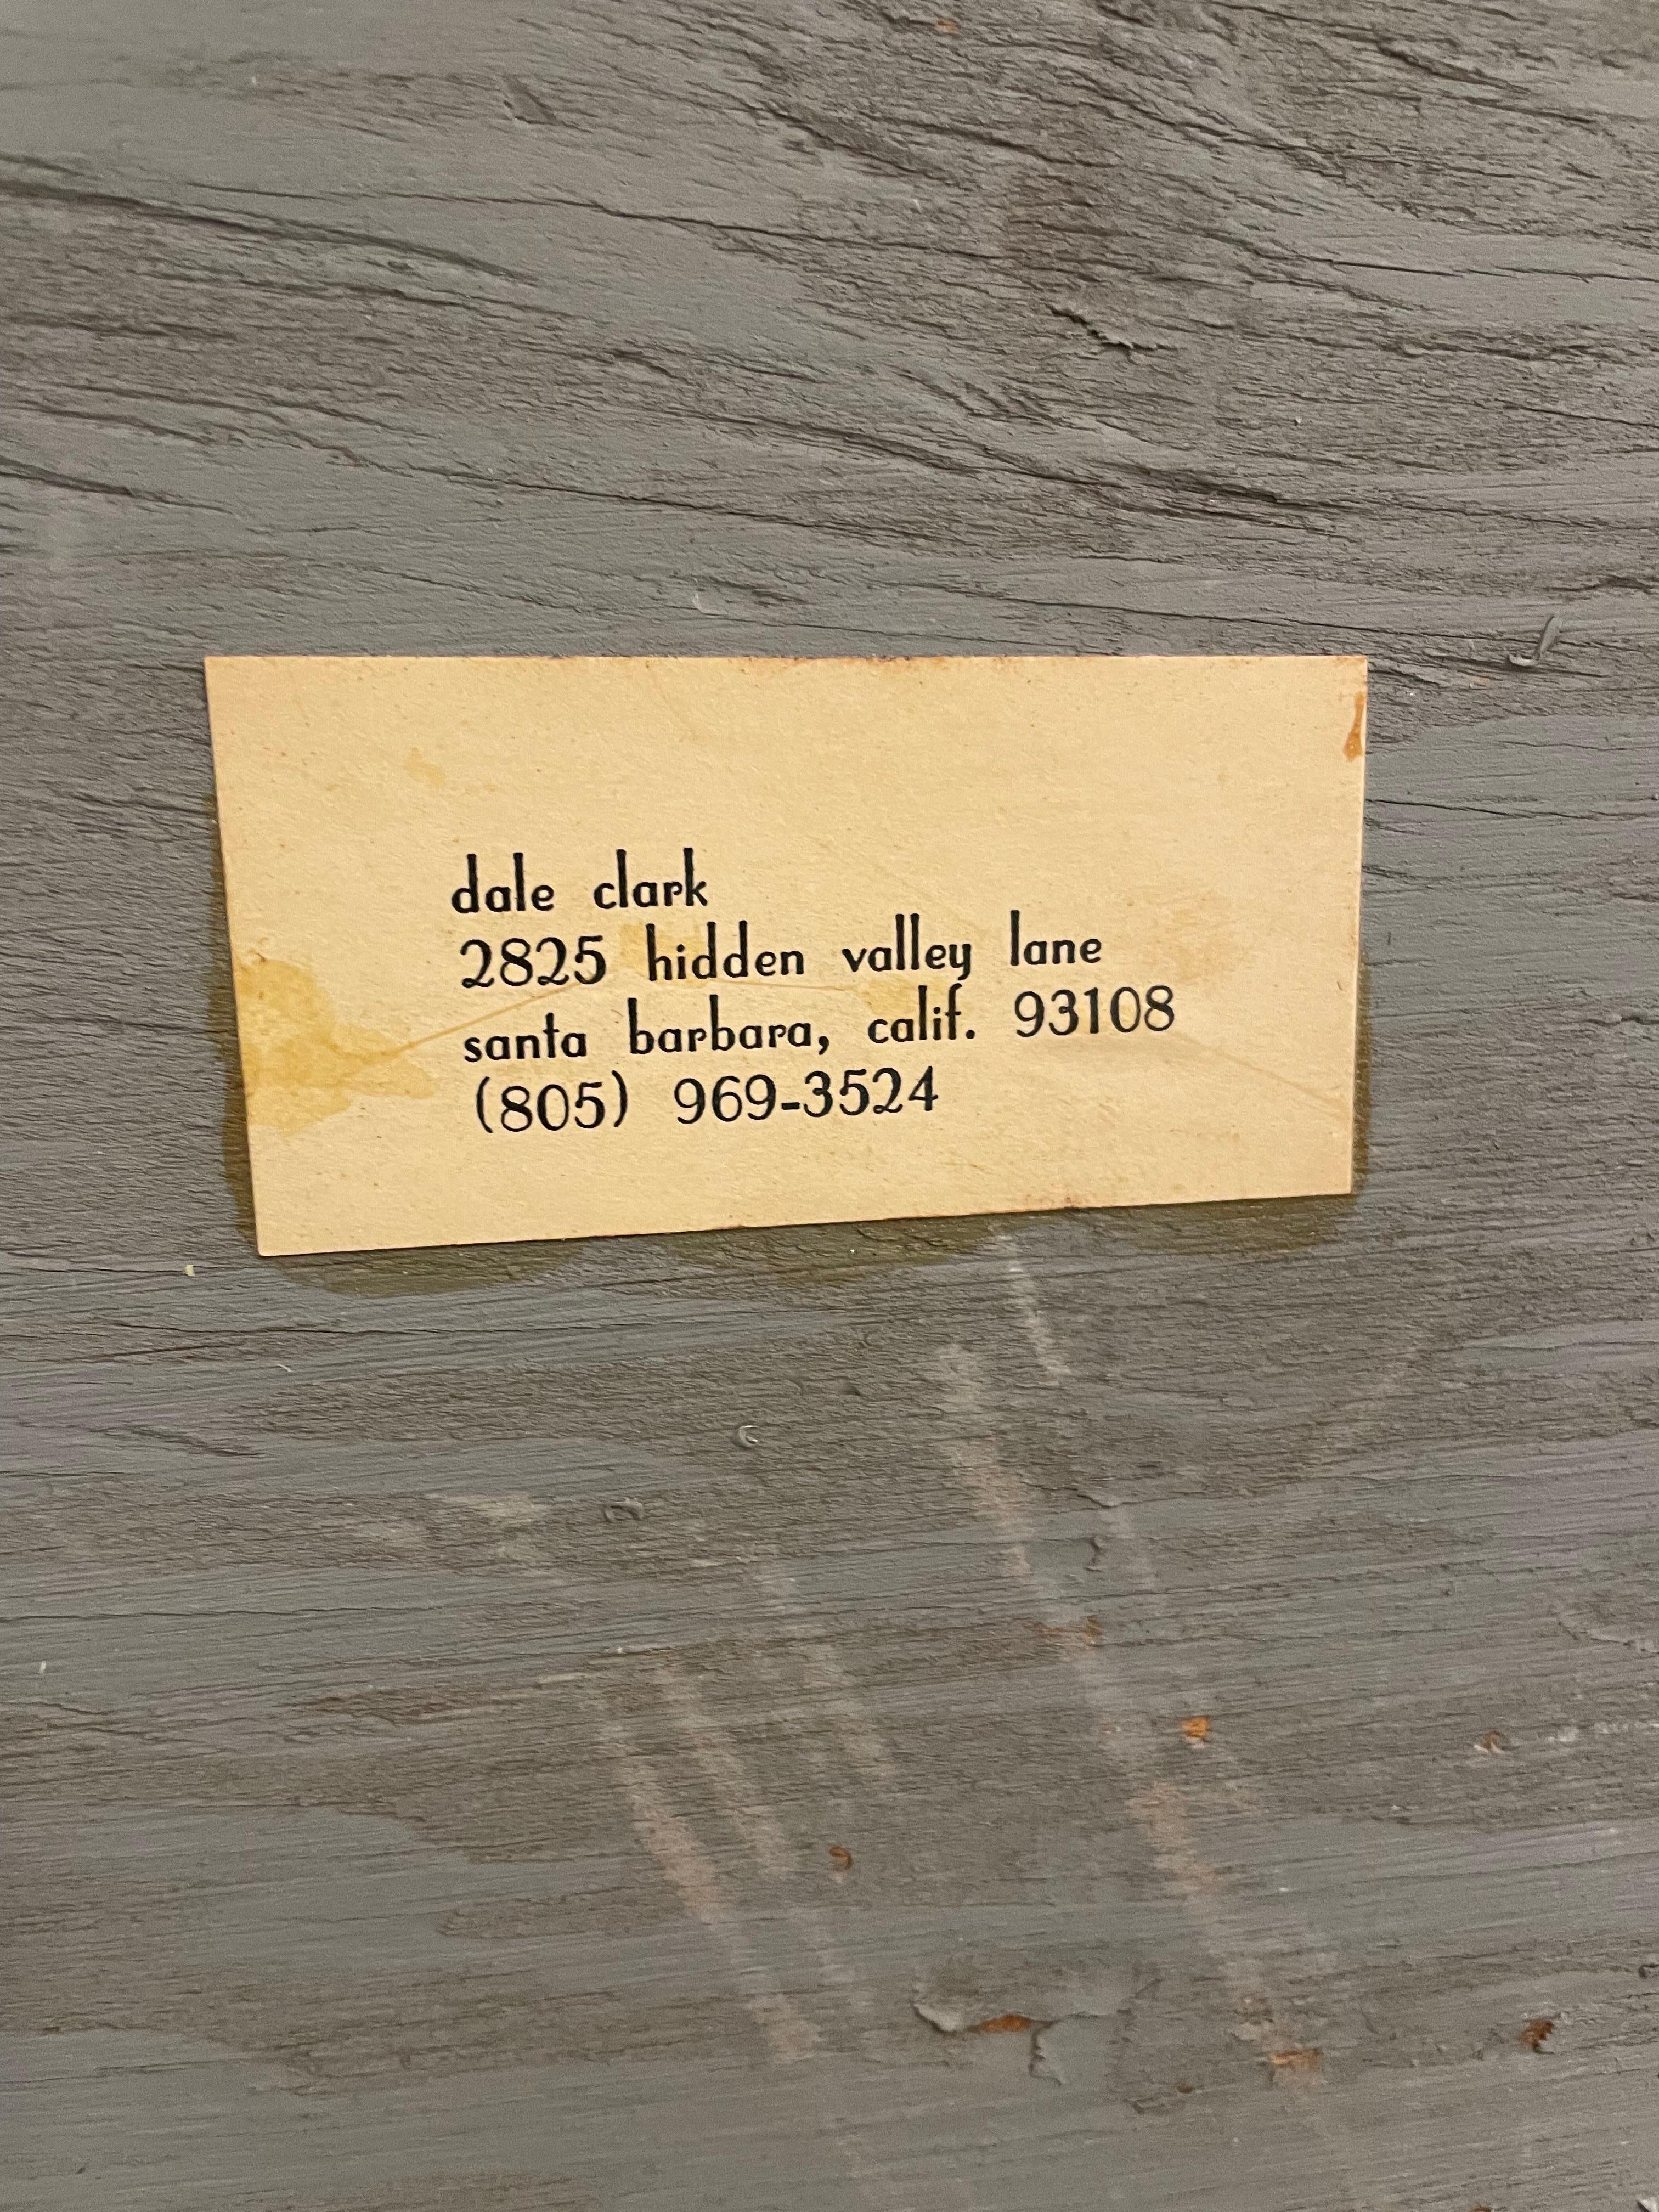 dale clark
2825 hidden valley lane
santa barbara, calif. 93108
(805) 969-3524